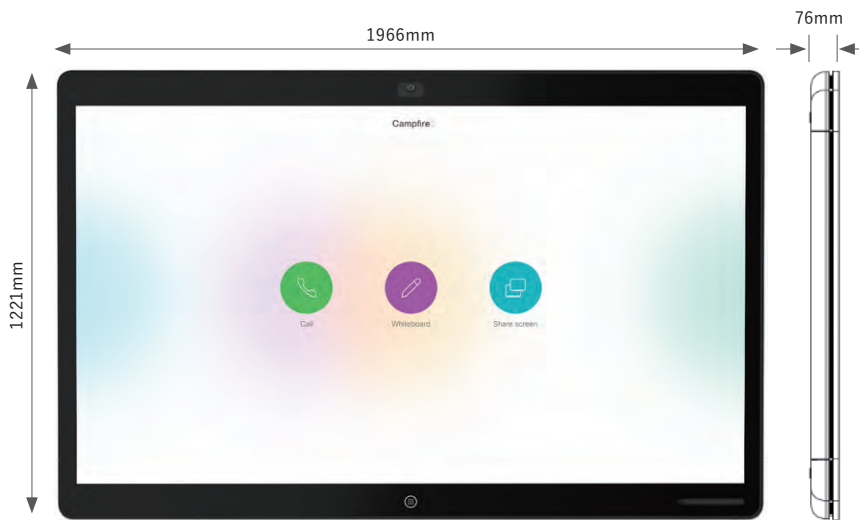 76mm
1966mm
Campfire
1221mm
Call
Whiteboard
Share screen